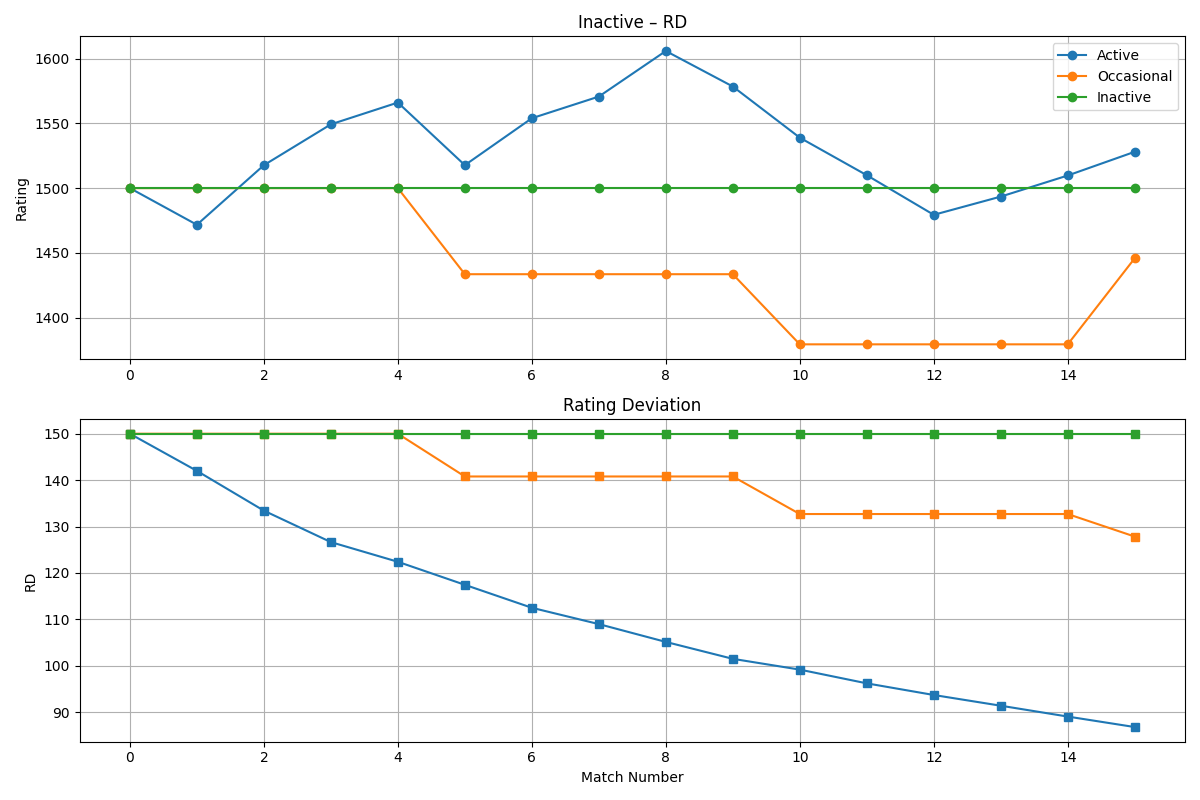 Inactive – RD
1600
1550
1500
1450
1400
Rating
Active
Occasional
Inactive
0 2 4 6 8 10 12 14
Rating Deviation
150
140
130
120
110
100
90
RD
0 2 4 6 8 10 12 14
Match Number